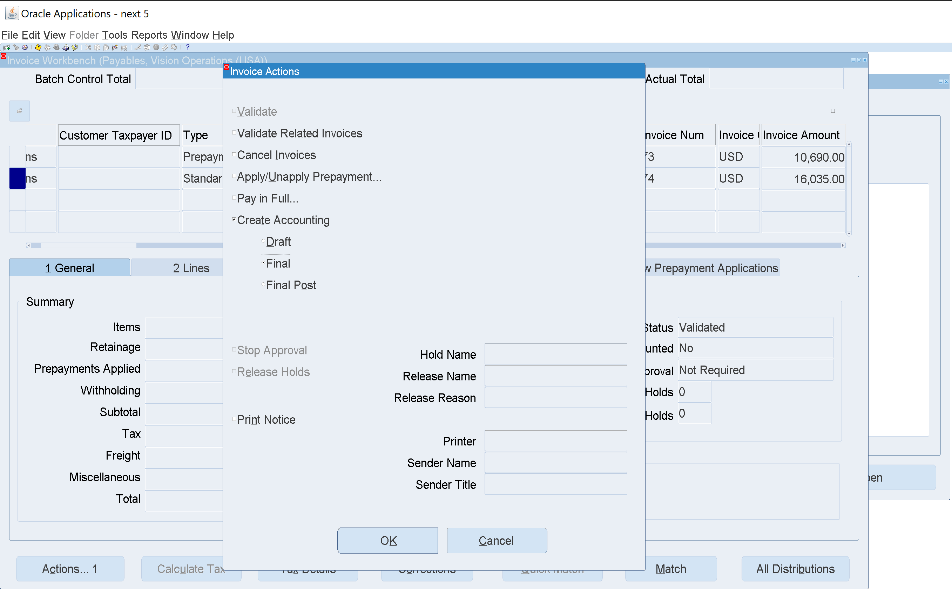 Oracle Applications - next 5
File Edit View Folder Tools Reports Window Help
Invoice Workbench (Payables, Vision Operations (USA))
Invoice Actions
Batch Control Total
Actual Total
Validate
Validate Related Invoices
Customer Taxpayer ID Type
nvoice Num Invoice Invoice Amount
Cancel Invoices
ns Prepaym
73 USD 10,690.00
Apply/Unapply Prepayment...
ns Standar
74 USD 16,035.00
Pay in Full...
Create Accounting
Draft
Final
Final Post
1 General 2 Lines
w Prepayment Applications
Summary
Items
Retainage
Prepayments Applied
Withholding
Subtotal
Tax
Freight
Miscellaneous
Total
Stop Approval
Release Holds
Hold Name
Release Name
Release Reason
Print Notice
Printer
Sender Name
Sender Title
Status Validated
unted No
proval Not Required
Holds 0
Holds 0
pen
OK Cancel
Actions... 1 Calculate Tax Tax Details Corrections Quick Match Match All Distributions